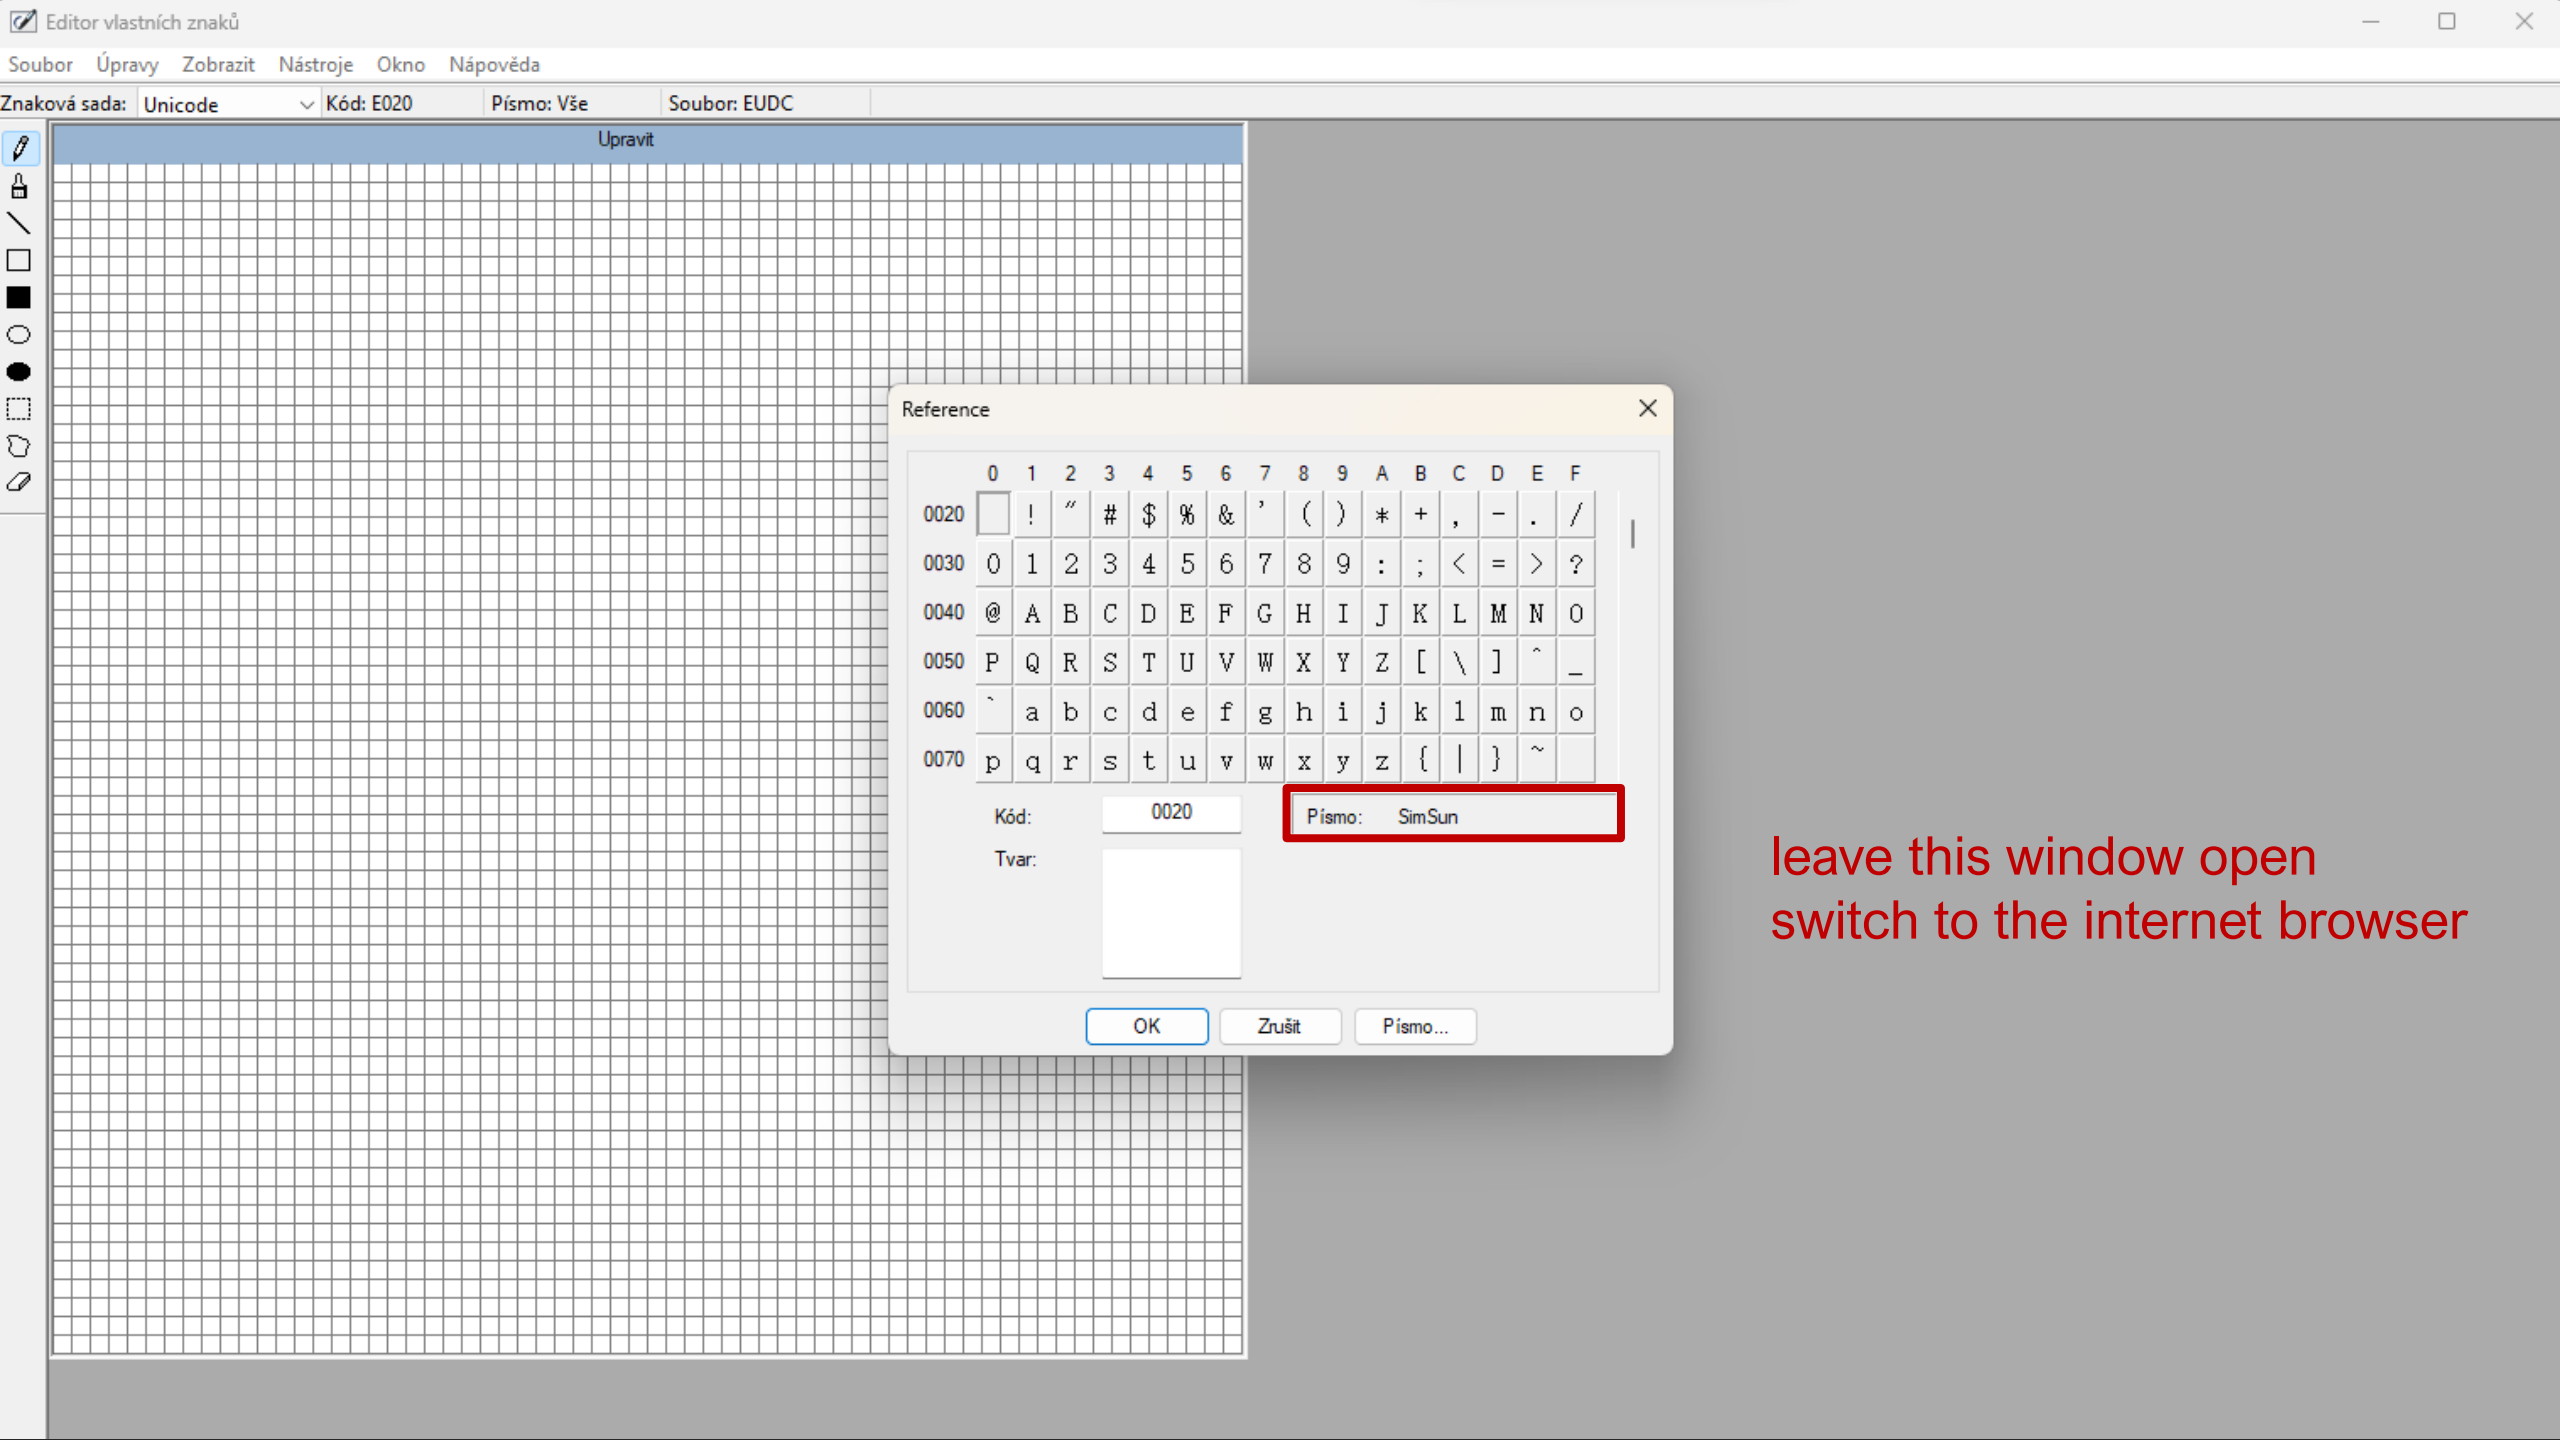 Editor vlastních znaků
Soubor Úpravy Zobrazit Nástroje Okno Nápověda
Znaková sada: Unicode Kód: E020 Písmo: Vše Soubor: EUDC
Upravit
Reference
0 1 2 3 4 5 6 7 8 9 A B C D E F
0020 ! " # $ % & ' ( ) * + , - . /
0030 0 1 2 3 4 5 6 7 8 9 : ; < = > ?
0040 @ A B C D E F G H I J K L M N O
0050 P Q R S T U V W X Y Z [ \ ] ^ _
0060 ` a b c d e f g h i j k l m n o
0070 p q r s t u v w x y z { | } ~
Kód: 0020 Písmo: SimSun
Tvar:
OK Zrušit Písmo...
leave this window open
switch to the internet browser